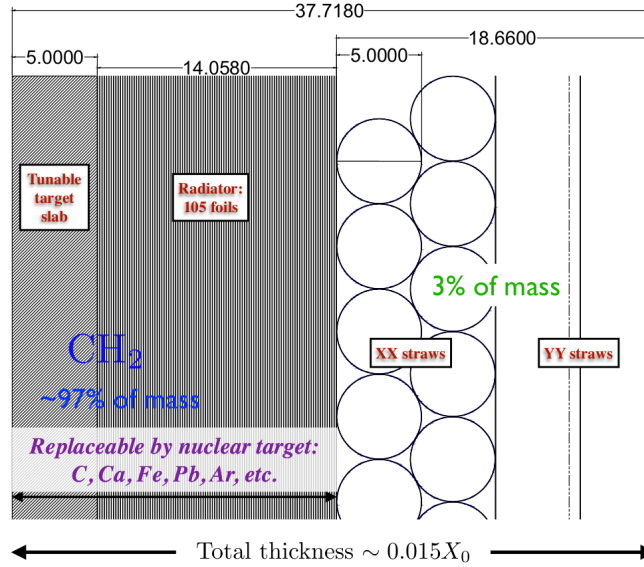 37.7180
18.6600
5.0000
14.0580
5.0000
Tunable
target
slab
Radiator:
105 foils
3% of mass
CH₂
XX straws
YY straws
~97% of mass
Replaceable by nuclear target:
C, Ca, Fe, Pb, Ar, etc.
Total thickness ∼ 0.015X₀